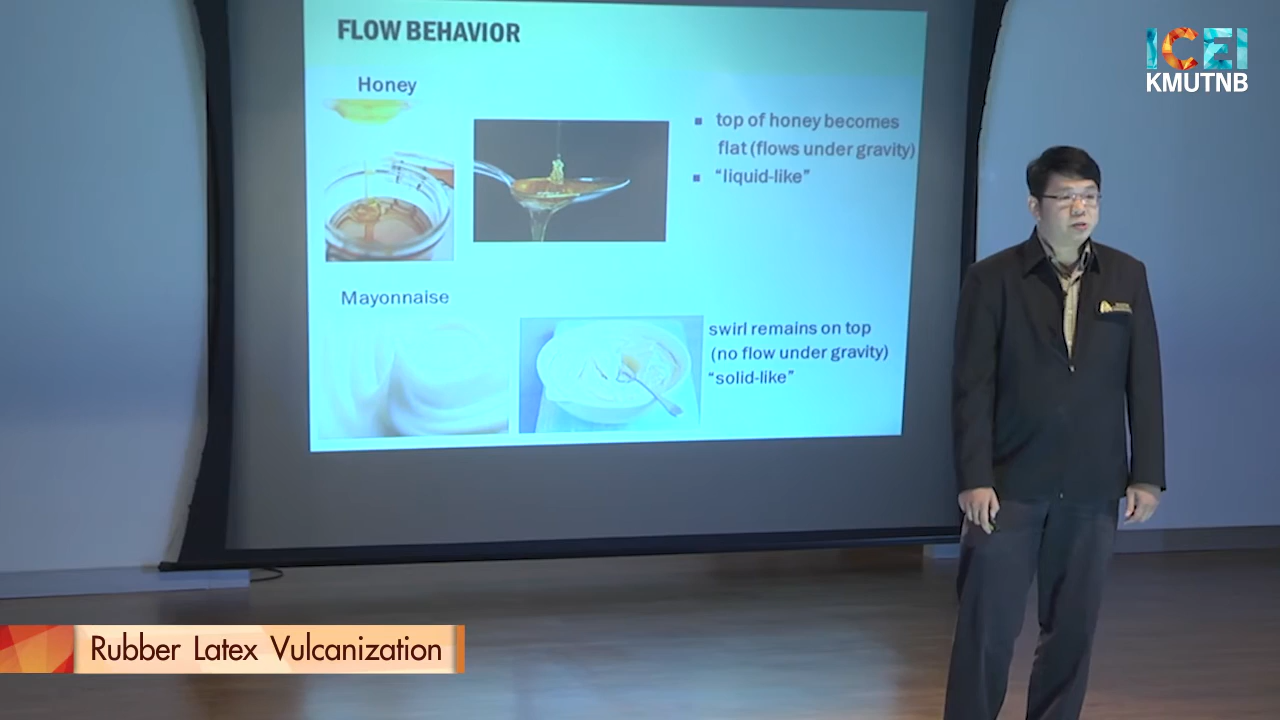 FLOW BEHAVIOR
Honey
▪ top of honey becomes
flat (flows under gravity)
▪ “liquid-like”
Mayonnaise
swirl remains on top
(no flow under gravity)
“solid-like”
ICEI
KMUTNB
Rubber Latex Vulcanization